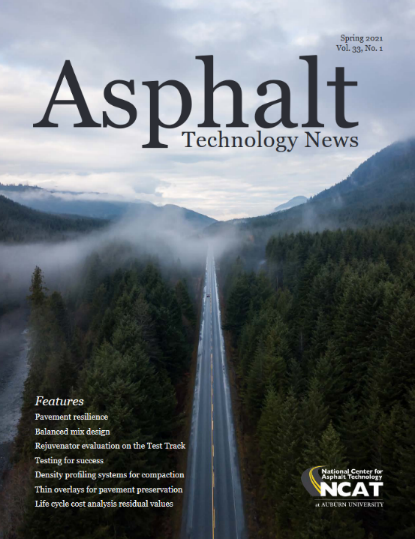 Spring 2021
Vol. 33, No. 1
Asphalt
Technology News
Features
Pavement resilience
Balanced mix design
Rejuvenator evaluation on the Test Track
Testing for success
Density profiling systems for compaction
Thin overlays for pavement preservation
Life cycle cost analysis residual values
National Center for
Asphalt Technology
NCAT
at AUBURN UNIVERSITY